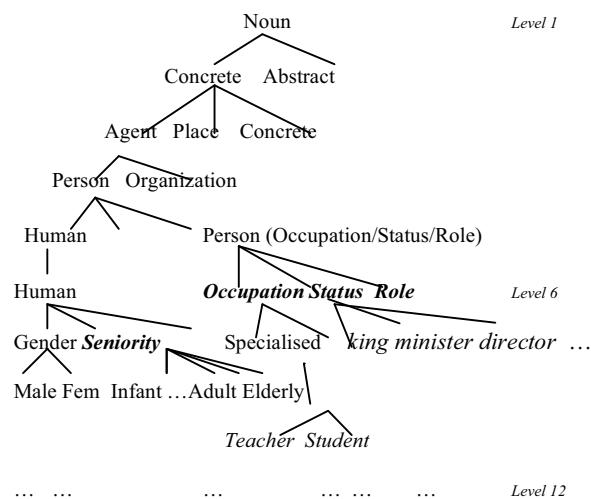 Noun Level 1
Concrete Abstract
Agent Place Concrete
Person Organization
Human Person (Occupation/Status/Role)
Human Occupation Status Role Level 6
Gender Seniority Specialised king minister director …
Male Fem Infant …Adult Elderly
Teacher Student
… … … … … … Level 12